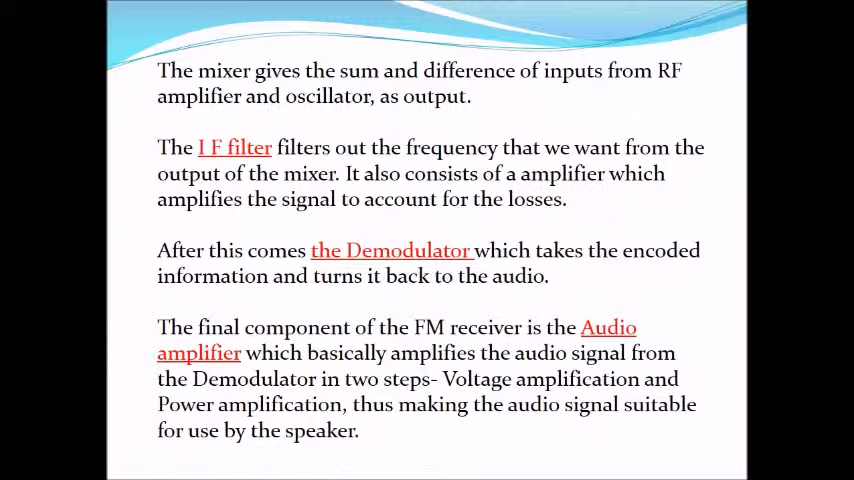 The mixer gives the sum and difference of inputs from RF
amplifier and oscillator, as output.
The I F filter filters out the frequency that we want from the
output of the mixer. It also consists of a amplifier which
amplifies the signal to account for the losses.
After this comes the Demodulator which takes the encoded
information and turns it back to the audio.
The final component of the FM receiver is the Audio
amplifier which basically amplifies the audio signal from
the Demodulator in two steps- Voltage amplification and
Power amplification, thus making the audio signal suitable
for use by the speaker.